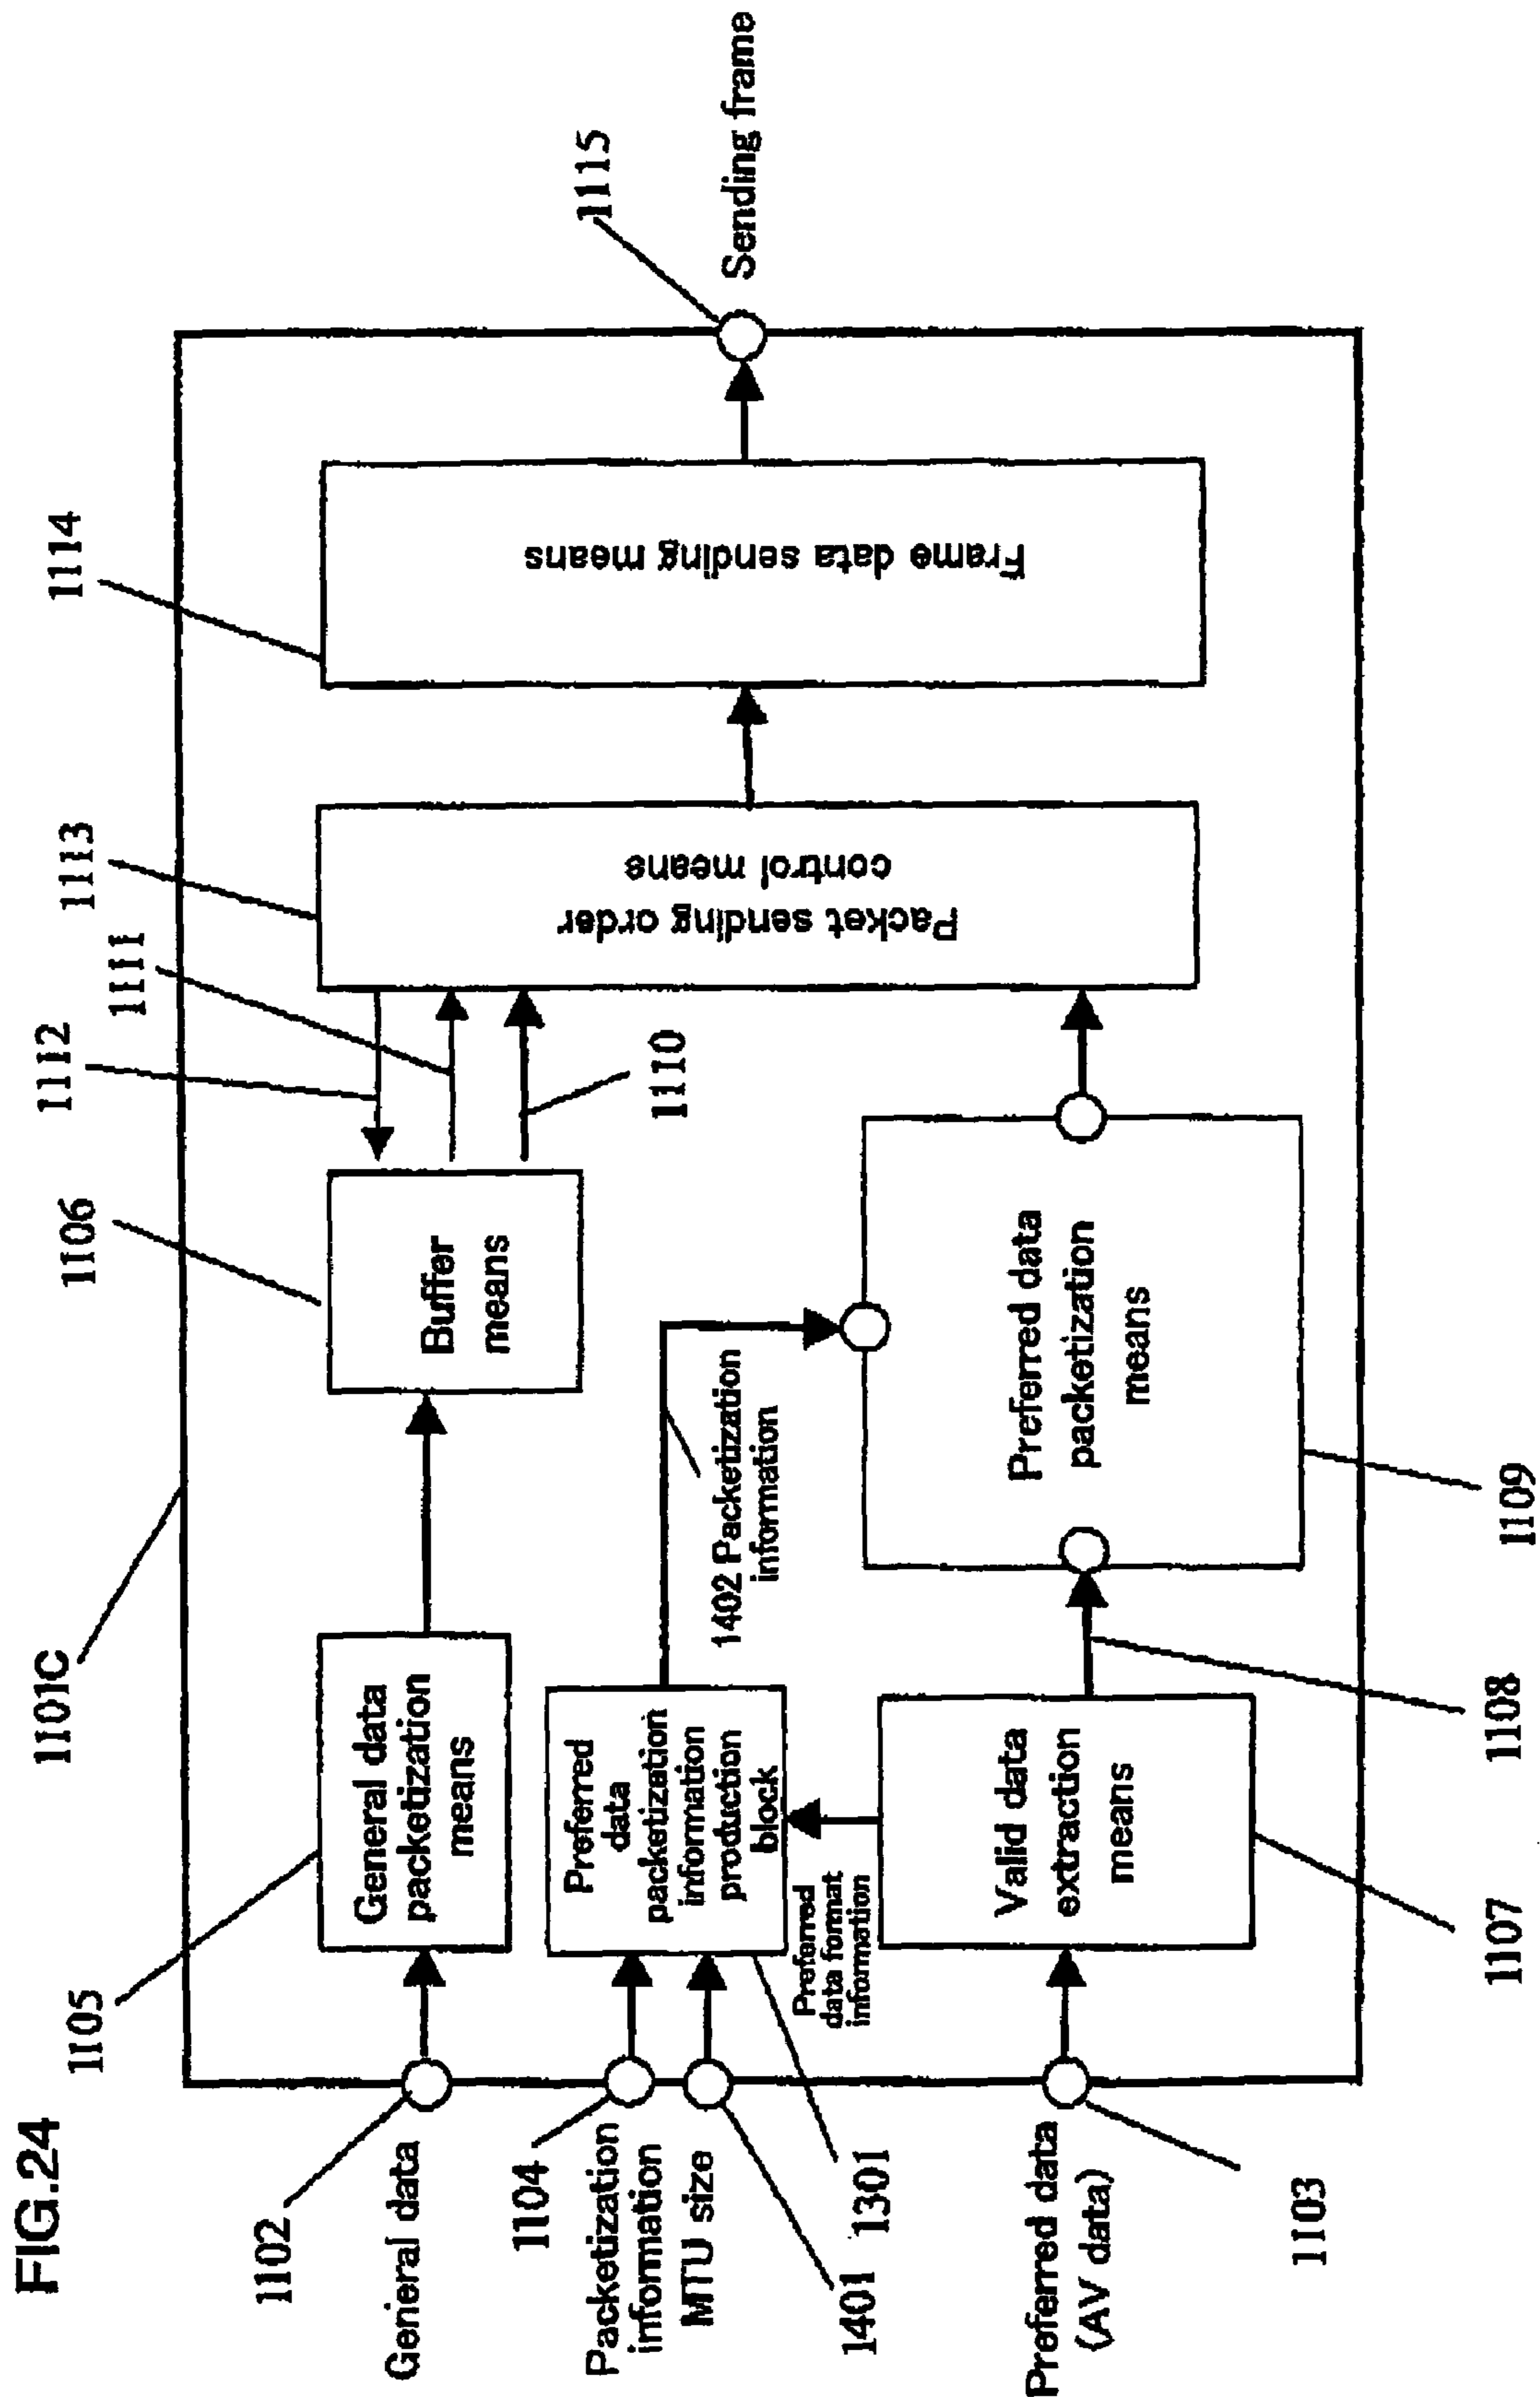 FIG.24
1101C
1102
General data
1105
General data
packetization
means
1106
Buffer
means
1112
1111
1110
1113
Packet sending order
control means
1114
Frame data sending means
1115
Sending frame
1104
Packetization
information
MTU size
1401
1301
Preferred
data
packetization
information
production
block
1402 Packetization
information
Preferred
data format
information
Preferred data
(AV data)
1103
Valid data
extraction
means
1107
1108
Preferred data
packetization
means
1109